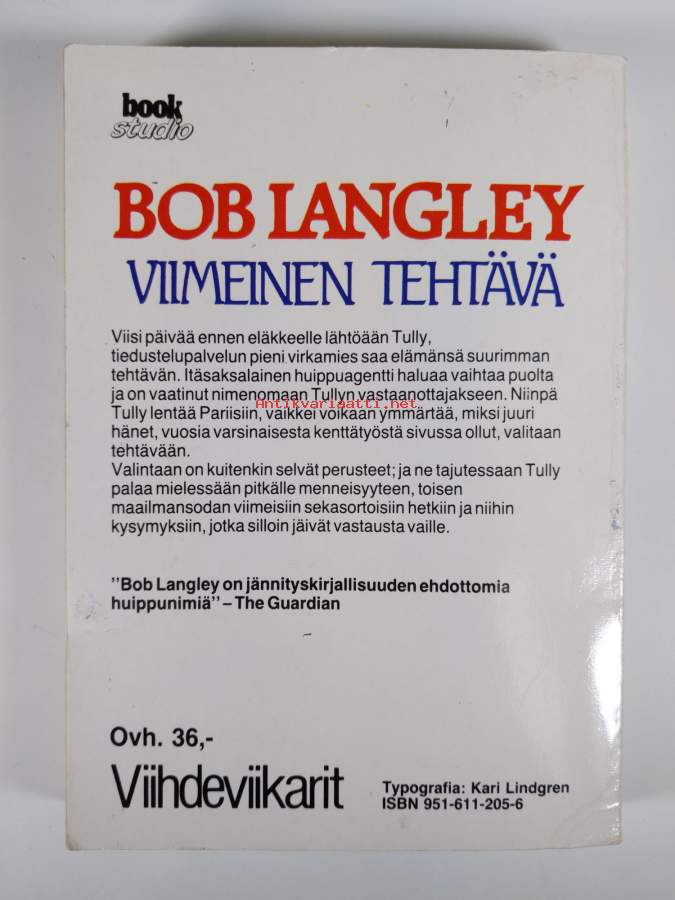 book
studio
BOB LANGLEY
VIIMEINEN TEHTÄVÄ
Viisi päivää ennen eläkkeelle lähtöään Tully,
tiedustelupalvelun pieni virkamies saa elämänsä suurimman
tehtävän. Itäsaksalainen huippuagentti haluaa vaihtaa puolta
ja on vaatinut nimenomaan Tullyn vastaanottajakseen. Niinpä
Antikvariaatti.net
Tully lentää Pariisiin, vaikkei voikaan ymmärtää, miksi juuri
hänet, vuosia varsinaisesta kenttätyöstä sivussa ollut, valitaan
tehtävään.
Valintaan on kuitenkin selvät perusteet; ja ne tajutessaan Tully
palaa mielessään pitkälle menneisyyteen, toisen
maailmansodan viimeisiin sekasortoisiin hetkiin ja niihin
kysymyksiin, jotka silloin jäivät vastausta vaille.
"Bob Langley on jännityskirjallisuuden ehdottomia
huippunimiä" – The Guardian
Ovh. 36,-
Viihdeviikarit
Typografia: Kari Lindgren
ISBN 951-611-205-6